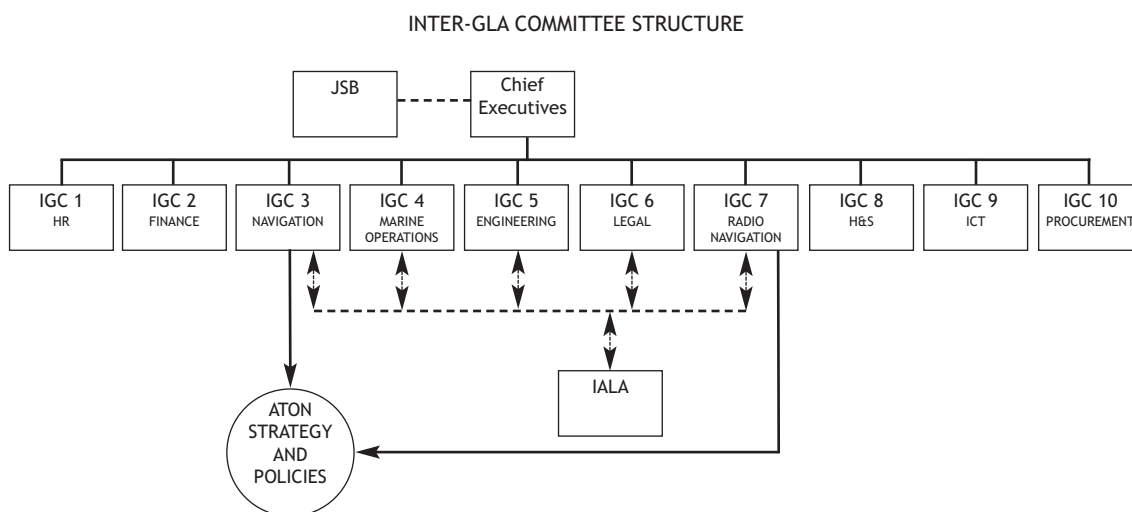 INTER-GLA COMMITTEE STRUCTURE
JSB
Chief
Executives
IGC 1
HR
IGC 2
FINANCE
IGC 3
NAVIGATION
IGC 4
MARINE
OPERATIONS
IGC 5
ENGINEERING
IGC 6
LEGAL
IGC 7
RADIO
NAVIGATION
IGC 8
H&S
IGC 9
ICT
IGC 10
PROCUREMENT
IALA
ATON
STRATEGY
AND
POLICIES